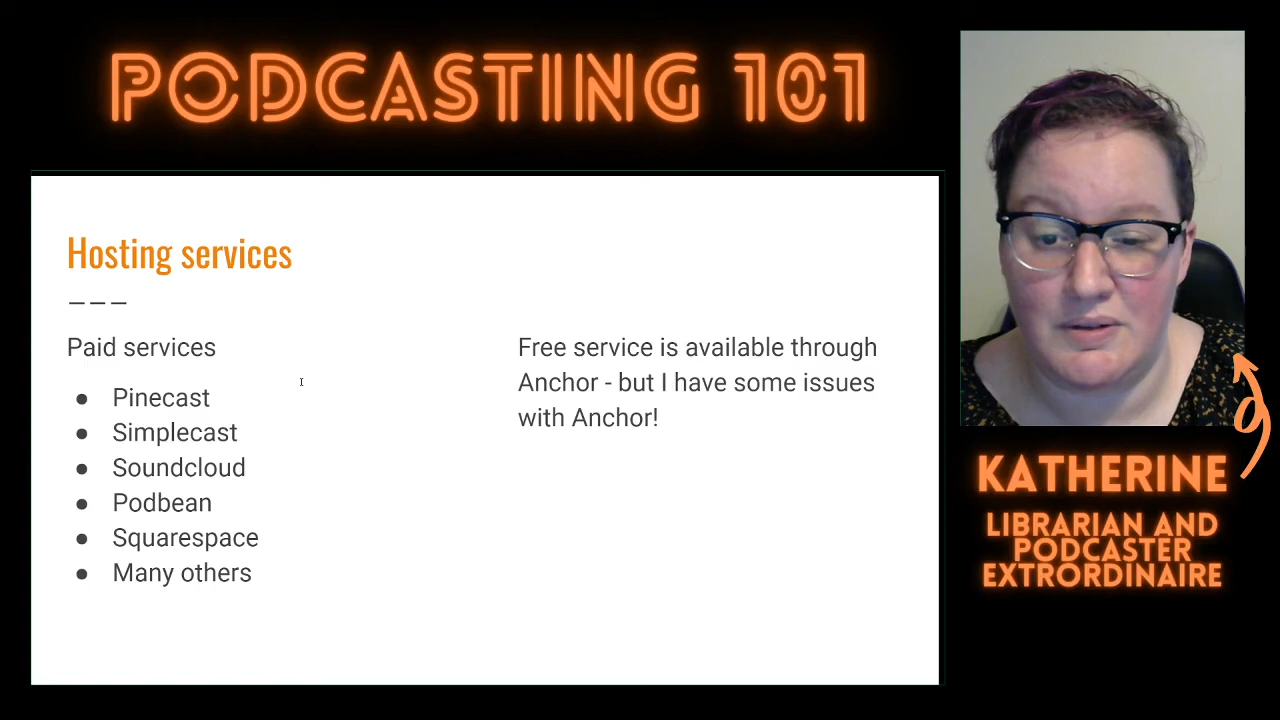 PODCASTING 101
Hosting services
———
Paid services
● Pinecast
● Simplecast
● Soundcloud
● Podbean
● Squarespace
● Many others
Free service is available through
Anchor - but I have some issues
with Anchor!
KATHERINE
LIBRARIAN AND
PODCASTER
EXTRORDINAIRE